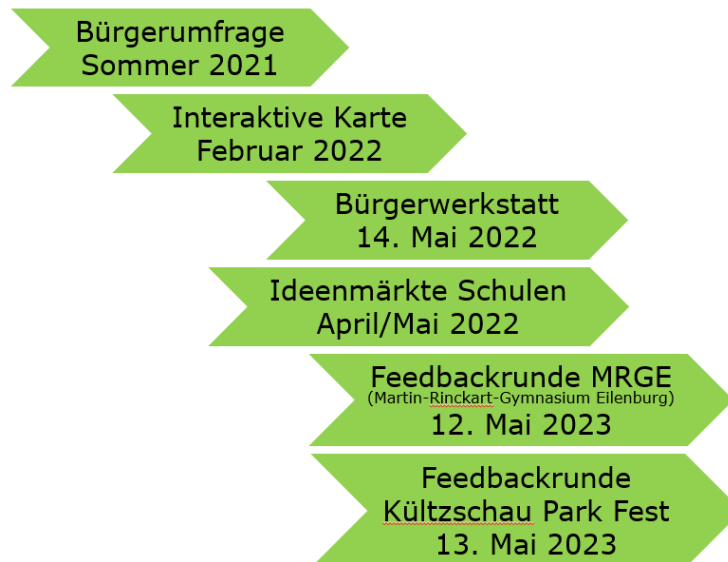 Bürgerumfrage
Sommer 2021
Interaktive Karte
Februar 2022
Bürgerwerkstatt
14. Mai 2022
Ideenmärkte Schulen
April/Mai 2022
Feedbackrunde MRGE
(Martin-Rinckart-Gymnasium Eilenburg)
12. Mai 2023
Feedbackrunde
Kültzschau Park Fest
13. Mai 2023